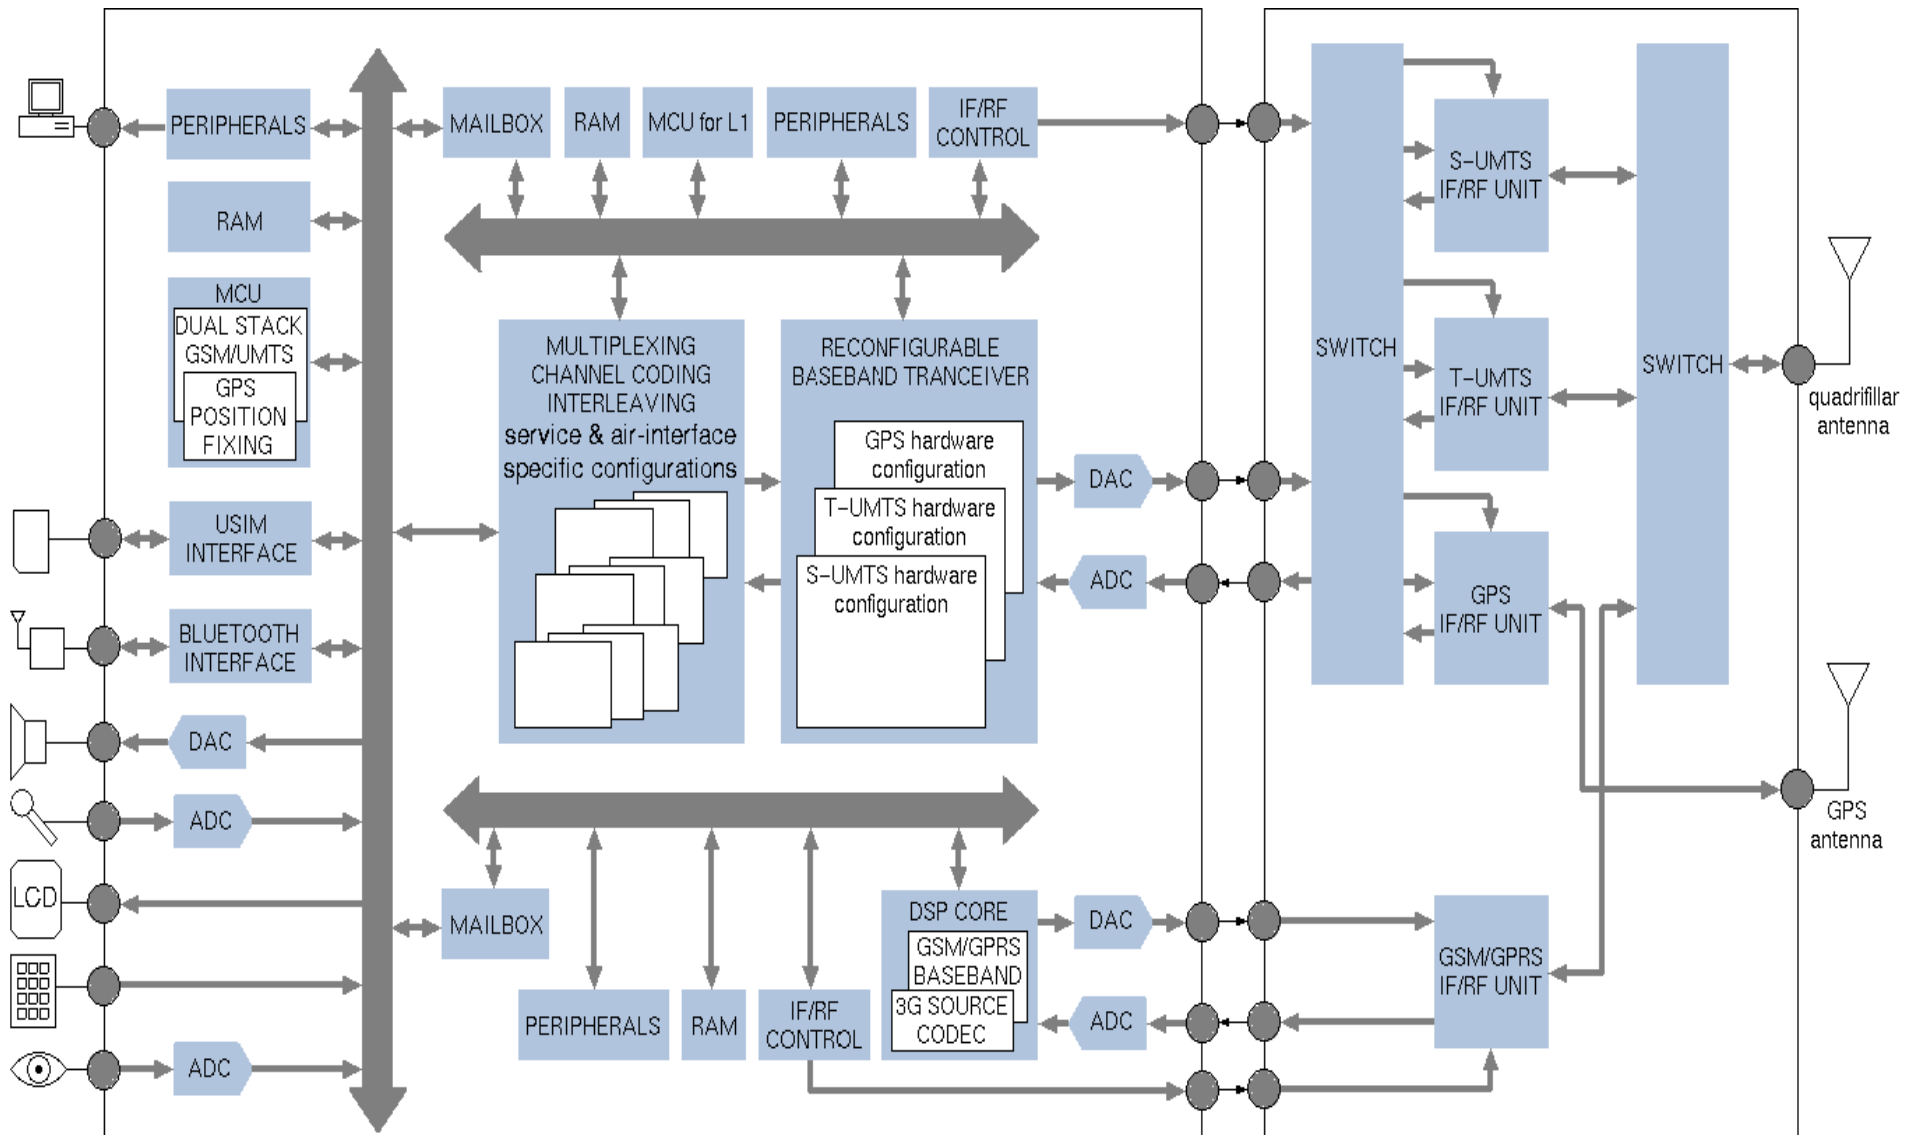 PERIPHERALS
RAM
MCU
DUAL STACK
GSM/UMTS
GPS
POSITION
FIXING
USIM
INTERFACE
BLUETOOTH
INTERFACE
DAC
ADC
LCD
ADC
MAILBOX
RAM
MCU for L1
PERIPHERALS
IF/RF
CONTROL
MULTIPLEXING
CHANNEL CODING
INTERLEAVING
service & air-interface
specific configurations
RECONFIGURABLE
BASEBAND TRANCEIVER
GPS hardware
configuration
T-UMTS hardware
configuration
S-UMTS hardware
configuration
DAC
ADC
MAILBOX
PERIPHERALS
RAM
IF/RF
CONTROL
DSP CORE
GSM/GPRS
BASEBAND
3G SOURCE
CODEC
DAC
ADC
SWITCH
S-UMTS
IF/RF UNIT
T-UMTS
IF/RF UNIT
GPS
IF/RF UNIT
GSM/GPRS
IF/RF UNIT
SWITCH
quadrifillar
antenna
GPS
antenna